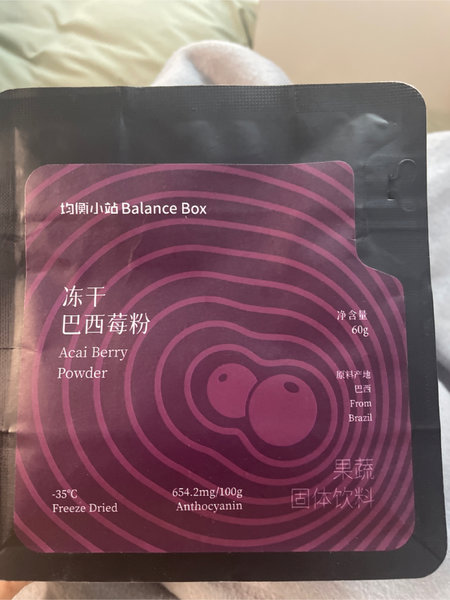 均衡小站 Balance Box
冻干
巴西莓粉
Acai Berry
Powder
净含量
60g
原料产地
巴西
From
Brazil
果蔬
固体饮料
-35℃
Freeze Dried
654.2mg/100g
Anthocyanin